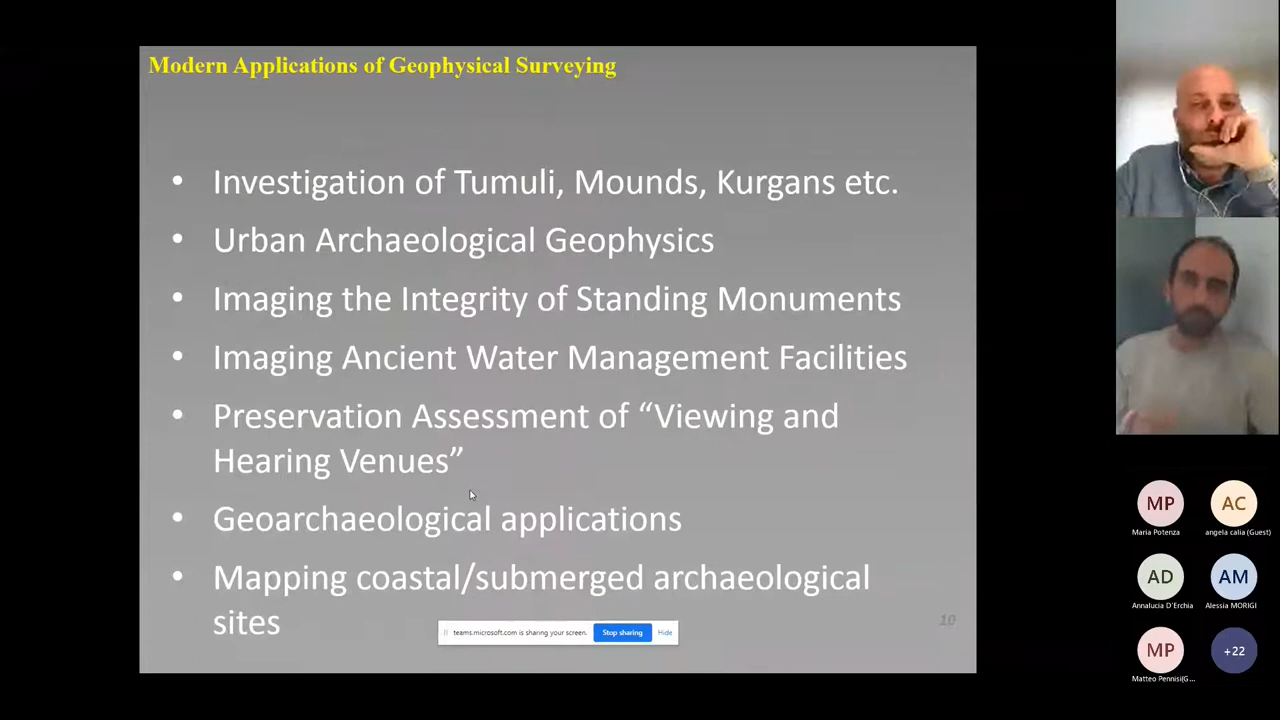 Modern Applications of Geophysical Surveying
• Investigation of Tumuli, Mounds, Kurgans etc.
• Urban Archaeological Geophysics
• Imaging the Integrity of Standing Monuments
• Imaging Ancient Water Management Facilities
• Preservation Assessment of “Viewing and
Hearing Venues”
• Geoarchaeological applications
• Mapping coastal/submerged archaeological
sites
10
teams.microsoft.com is sharing your screen. Stop sharing Hide
MP AC
Maria Potenza angela calia (Guest)
AD AM
Annalucia D'Erchia Alessia MORIGI
MP +22
Matteo Pennisi(G...